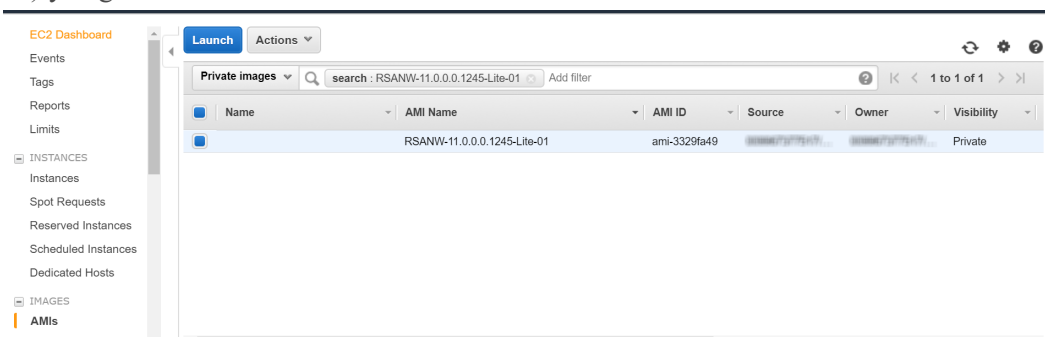 EC2 Dashboard
Events
Tags
Reports
Limits
INSTANCES
Instances
Spot Requests
Reserved Instances
Scheduled Instances
Dedicated Hosts
IMAGES
AMIs
Launch Actions
Private images search : RSANW-11.0.0.0.1245-Lite-01 Add filter 1 to 1 of 1
Name AMI Name AMI ID Source Owner Visibility
RSANW-11.0.0.0.1245-Lite-01 ami-3329fa49 Private